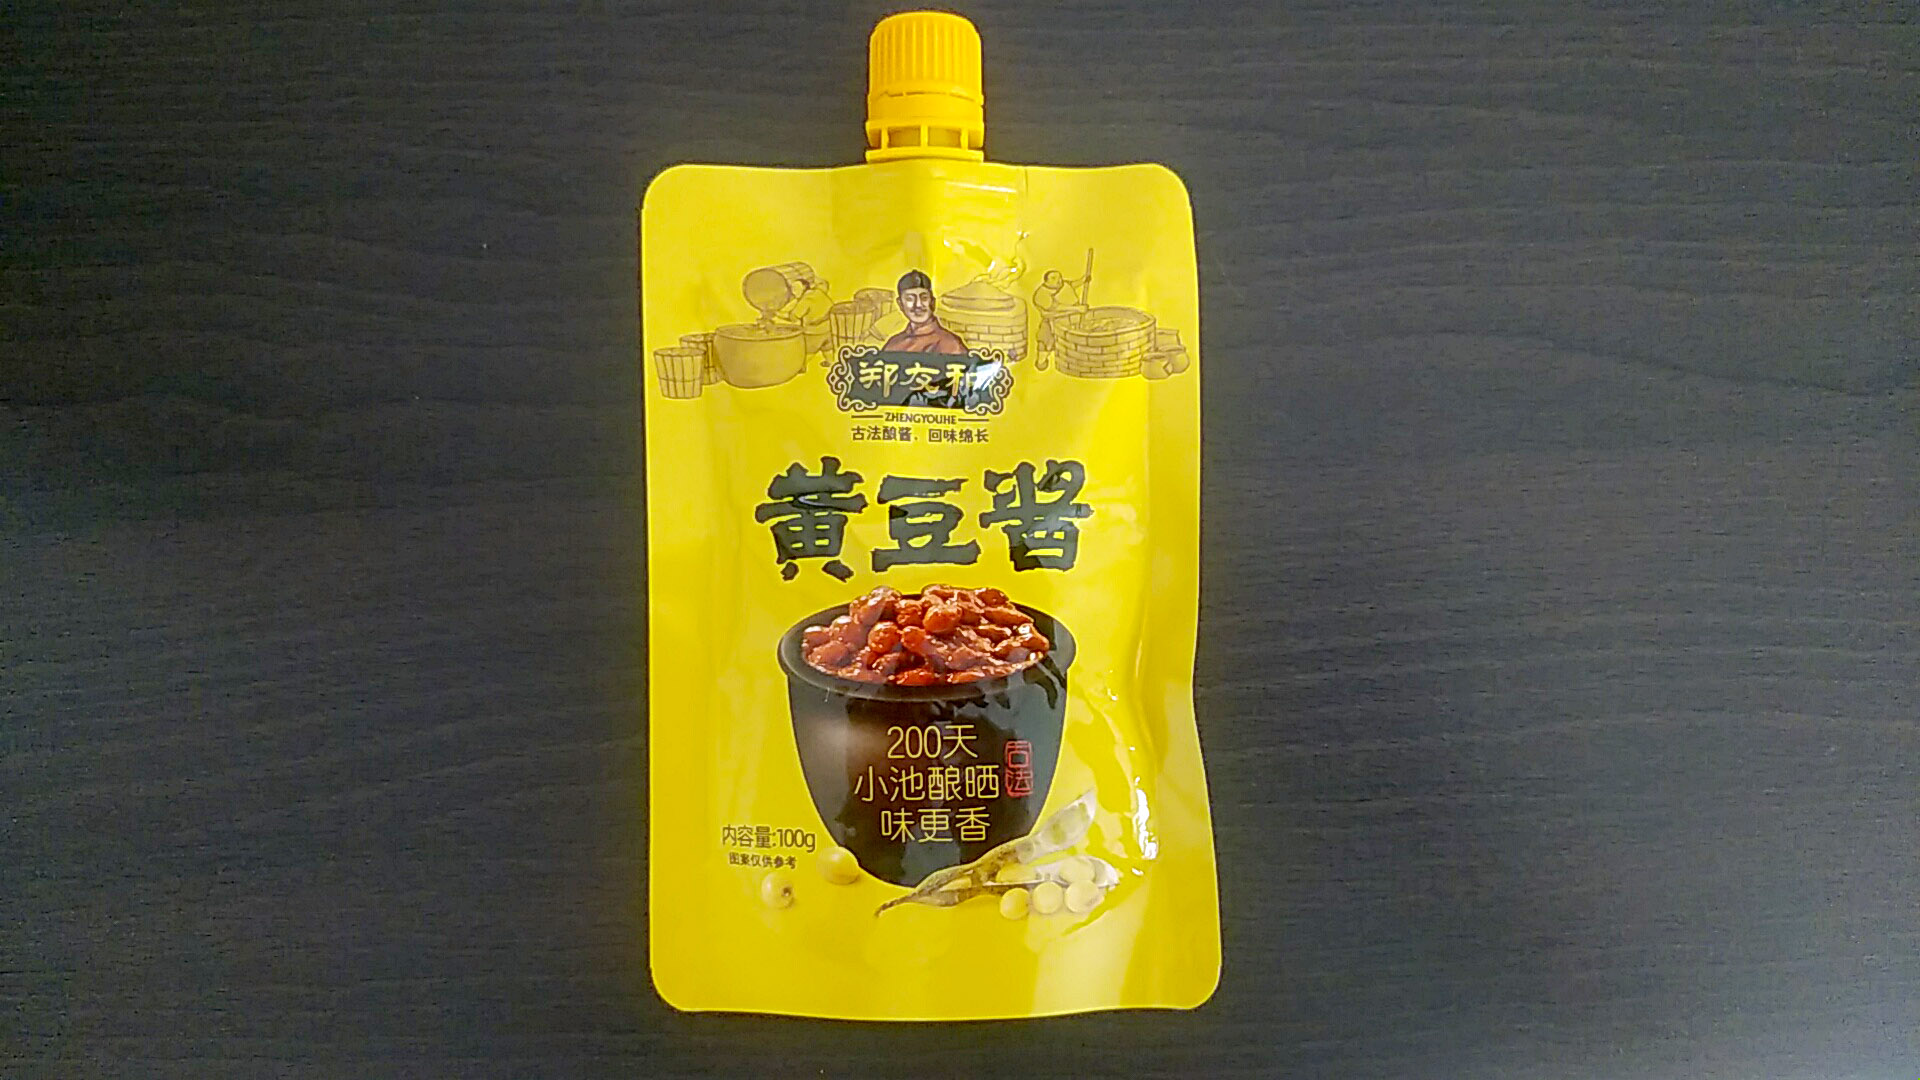 郑友和
ZHENGYOUHE
古法酿酱，回味绵长
黄豆酱
200天
小池酿晒
味更香
古法
内容量:100g
图案仅供参考